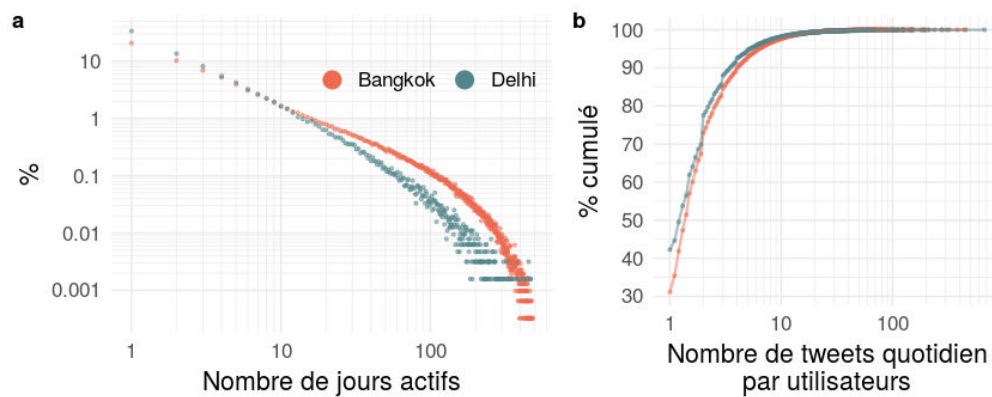 a
10
1
0.1
0.01
0.001
%
Bangkok
Delhi
1
10
100
Nombre de jours actifs
b
100
90
80
70
60
50
40
30
% cumulé
1
10
100
Nombre de tweets quotidien
par utilisateurs